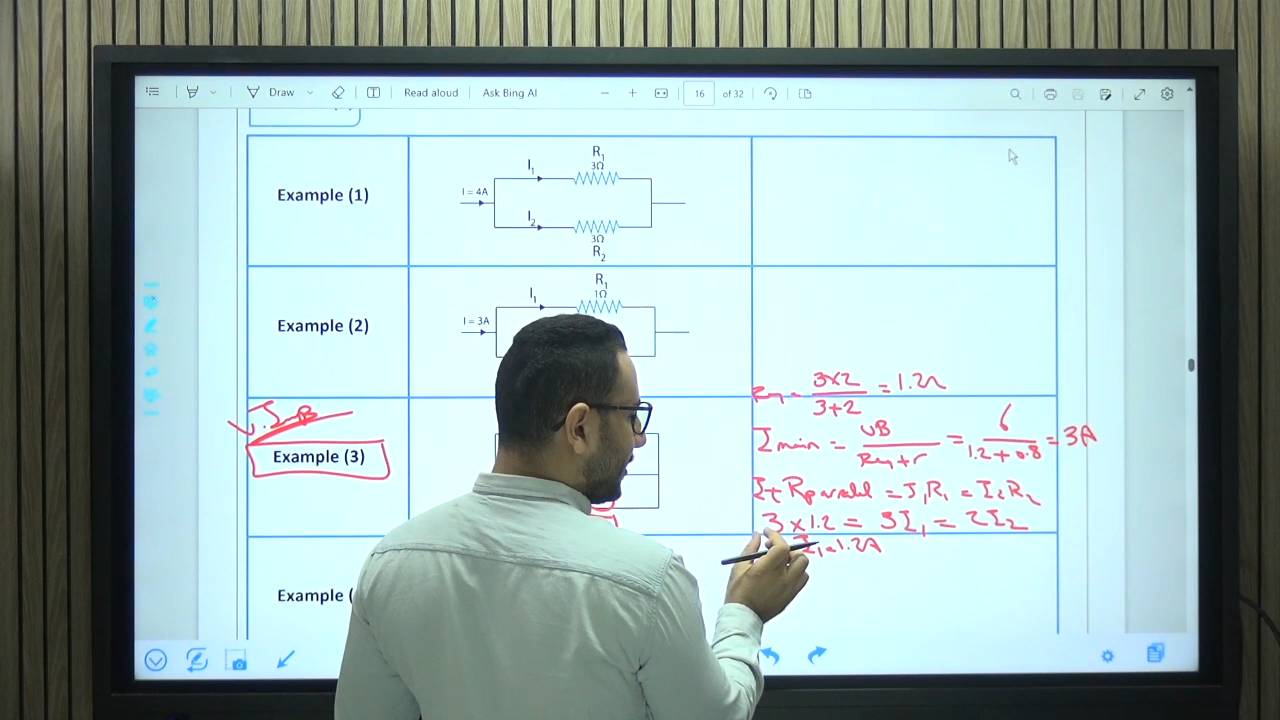 Draw
Read aloud
Ask Bing AI
16 of 32
Example (1)
I = 4A
I₁
R₁
3Ω
I₂
3Ω
R₂
Example (2)
I = 3A
I₁
R₁
1Ω
Req = 3x2 / 3+2 = 1.2Ω
V. Imp
Example (3)
Imin = VB / Req+r = 6 / 1.2+0.8 = 3A
It Rparallel = I₁R₁ = I₂R₂
3 x 1.2 = 3I₁ = 2I₂
I₁ = 1.2A
Example (